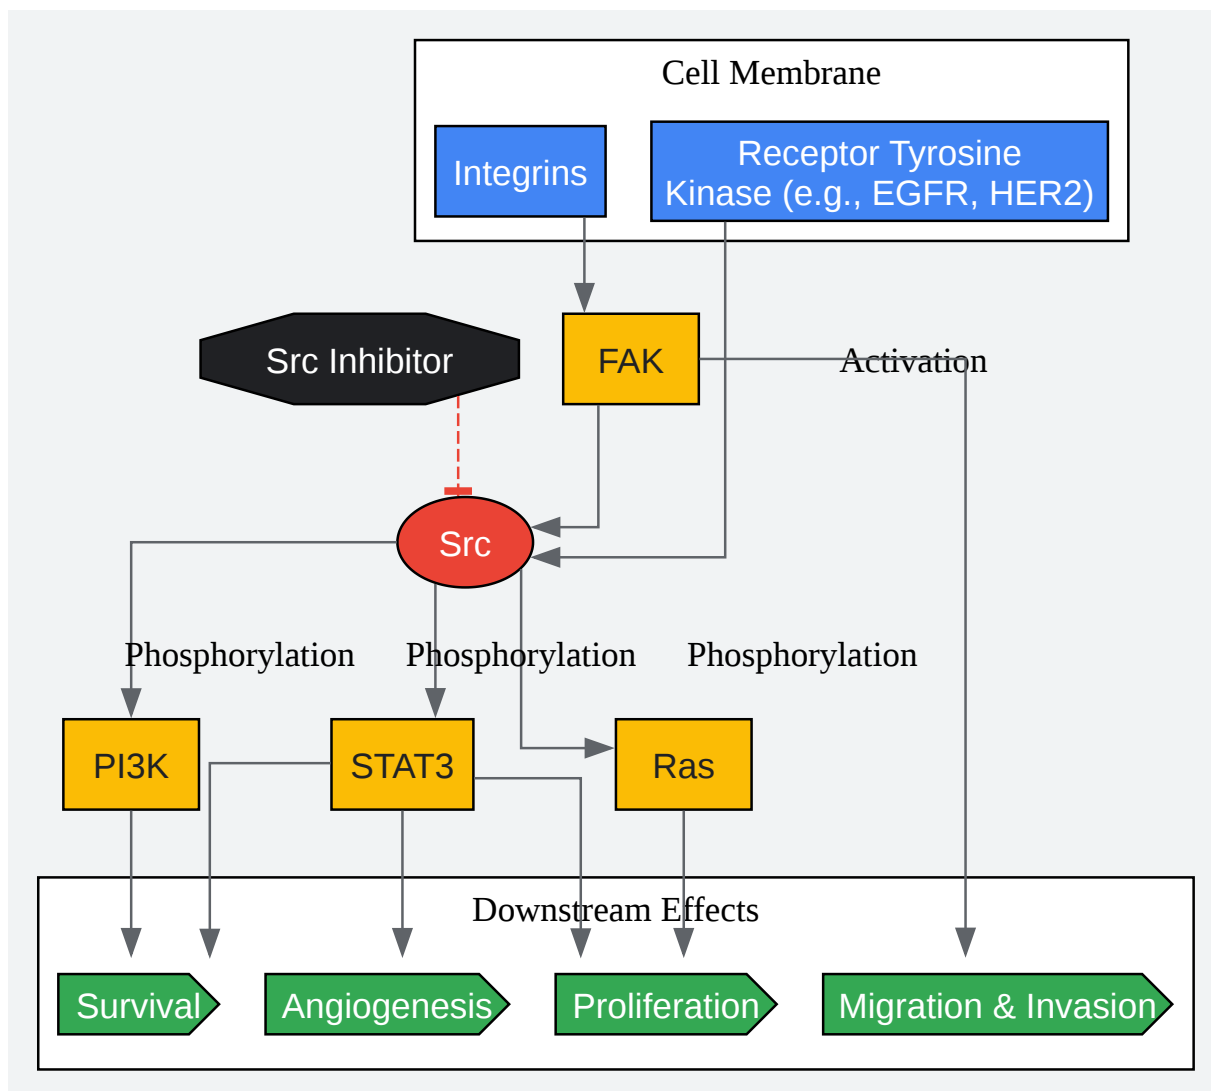 Cell Membrane
Integrins
Receptor Tyrosine
Kinase (e.g., EGFR, HER2)
Src Inhibitor
FAK
Activation
Src
Phosphorylation
Phosphorylation
Phosphorylation
PI3K
STAT3
Ras
Downstream Effects
Survival
Angiogenesis
Proliferation
Migration & Invasion